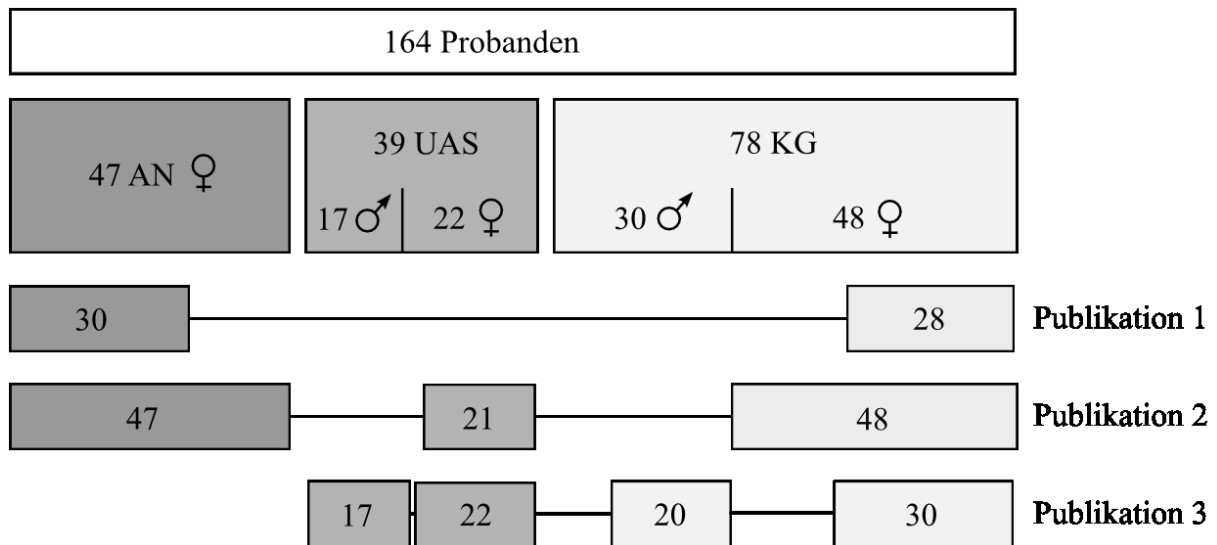 164 Probanden
47 AN ♀
39 UAS
17 ♂ 22 ♀
78 KG
30 ♂ 48 ♀
30 28 Publikation 1
47 21 48 Publikation 2
17 22 20 30 Publikation 3